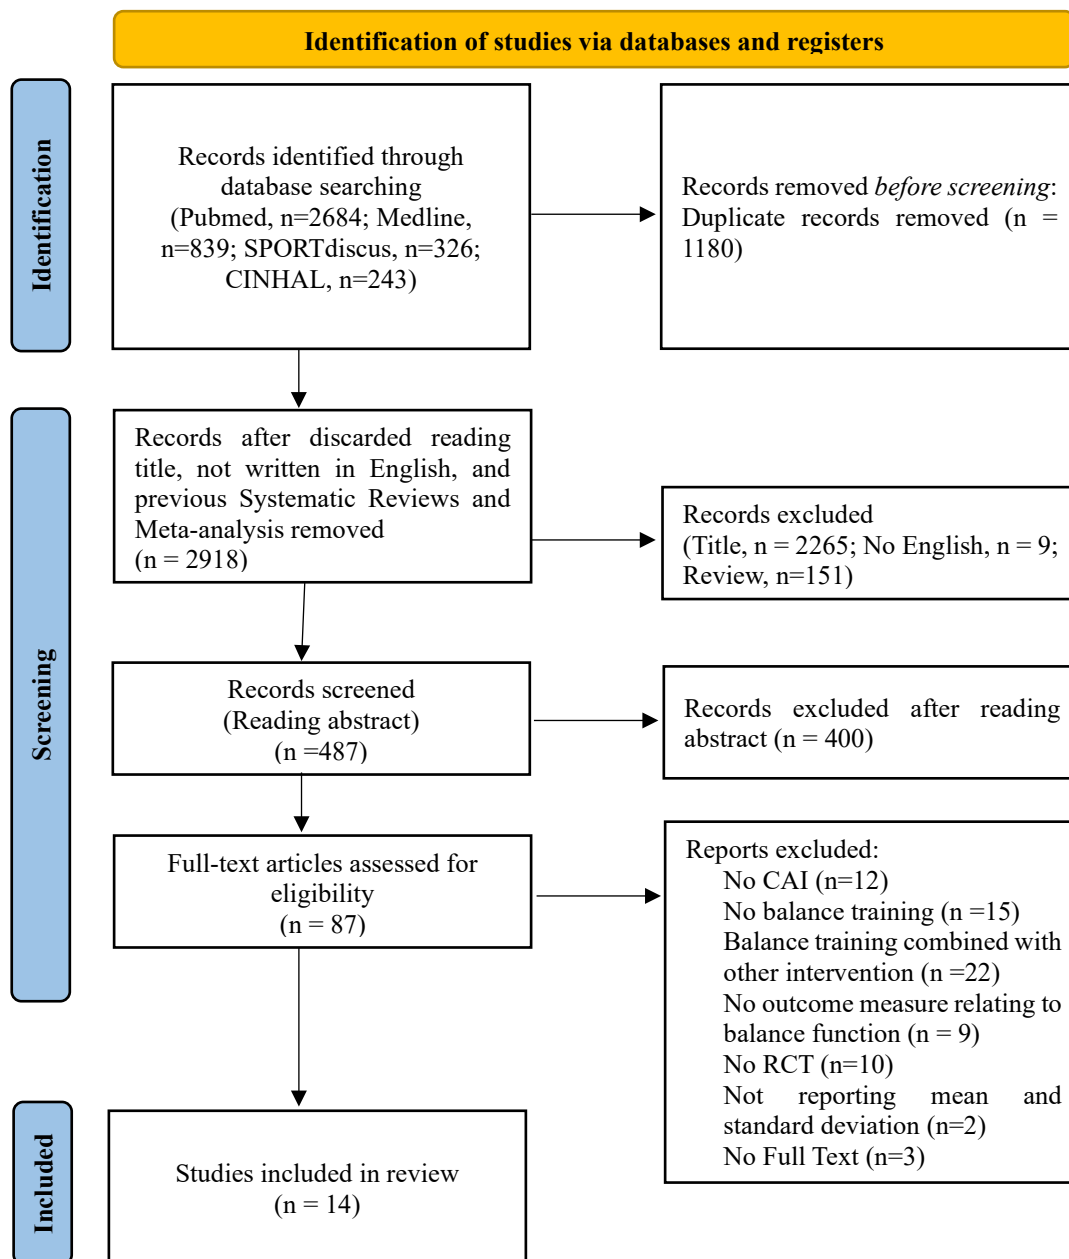 Identification of studies via databases and registers
Identification
Records identified through
database searching
(Pubmed, n=2684; Medline,
n=839; SPORTdiscus, n=326;
CINHAL, n=243)
Records removed before screening:
Duplicate records removed (n =
1180)
Screening
Records after discarded reading
title, not written in English, and
previous Systematic Reviews and
Meta-analysis removed
(n = 2918)
Records excluded
(Title, n = 2265; No English, n = 9;
Review, n=151)
Records screened
(Reading abstract)
(n =487)
Records excluded after reading
abstract (n = 400)
Full-text articles assessed for
eligibility
(n = 87)
Reports excluded:
No CAI (n=12)
No balance training (n =15)
Balance training combined with
other intervention (n =22)
No outcome measure relating to
balance function (n = 9)
No RCT (n=10)
Not reporting mean and
standard deviation (n=2)
No Full Text (n=3)
Included
Studies included in review
(n = 14)